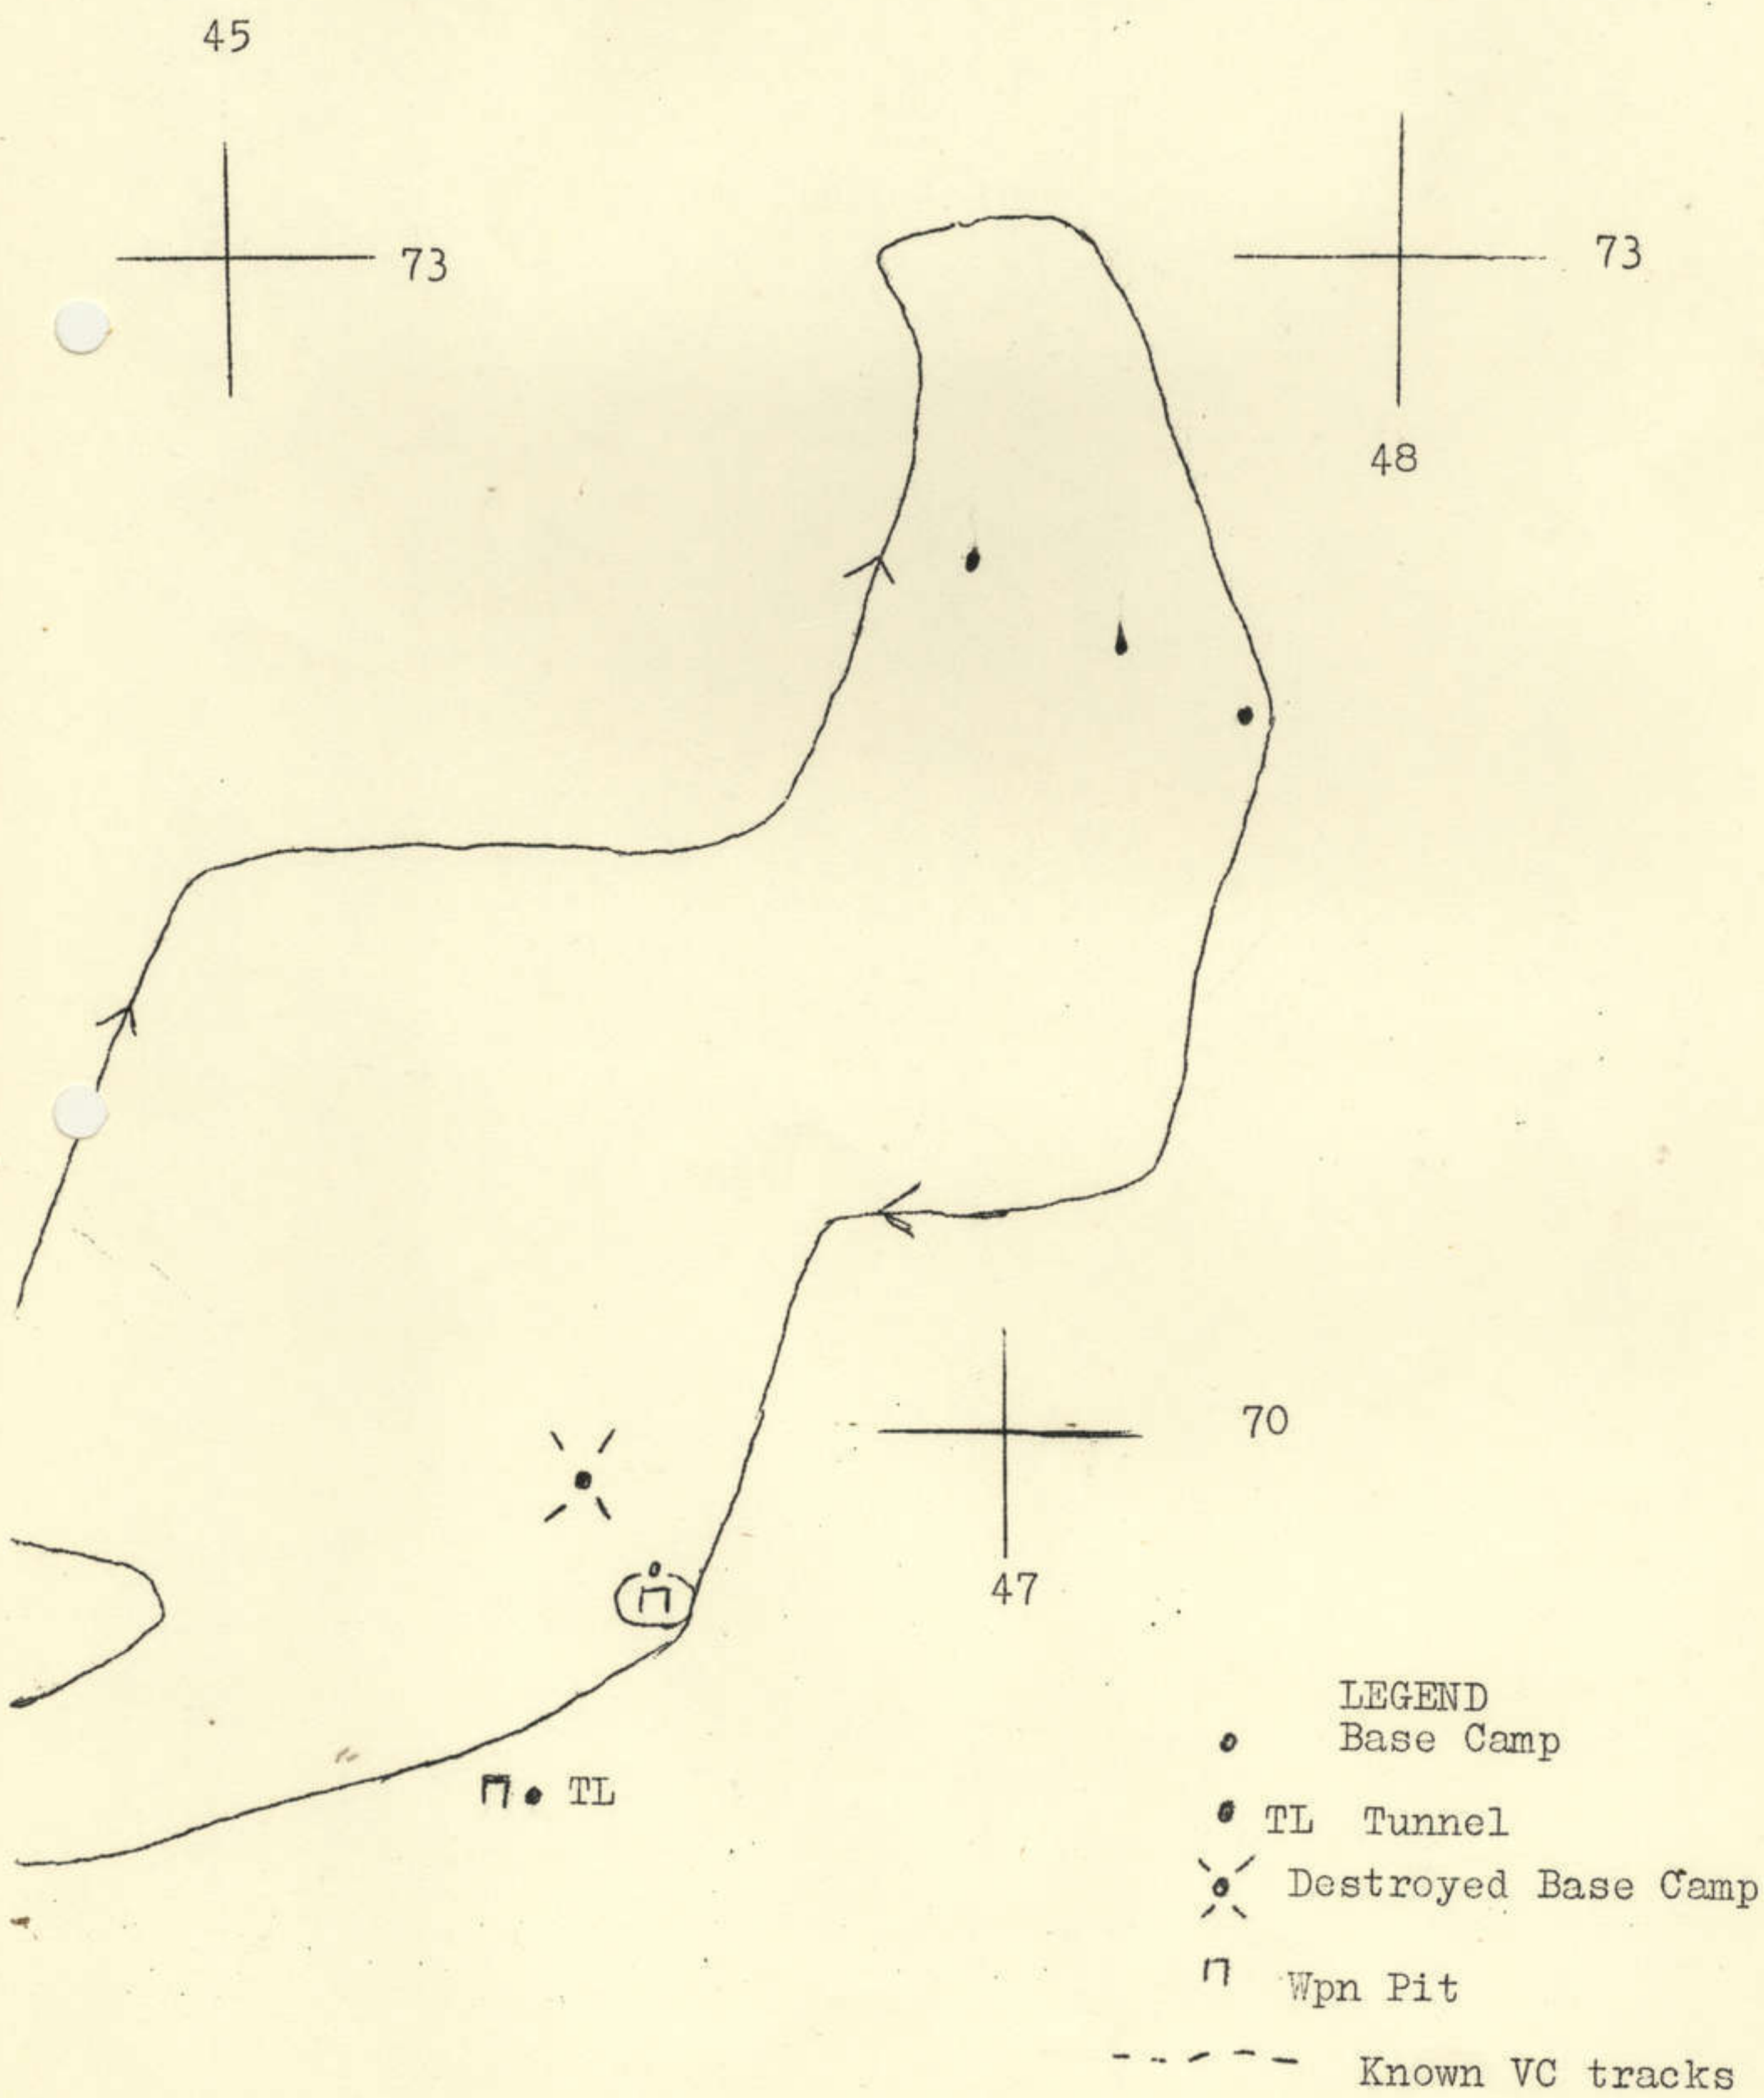 45
73
73
48
70
47
TL
LEGEND
Base Camp
TL Tunnel
Destroyed Base Camp
Wpn Pit
Known VC tracks